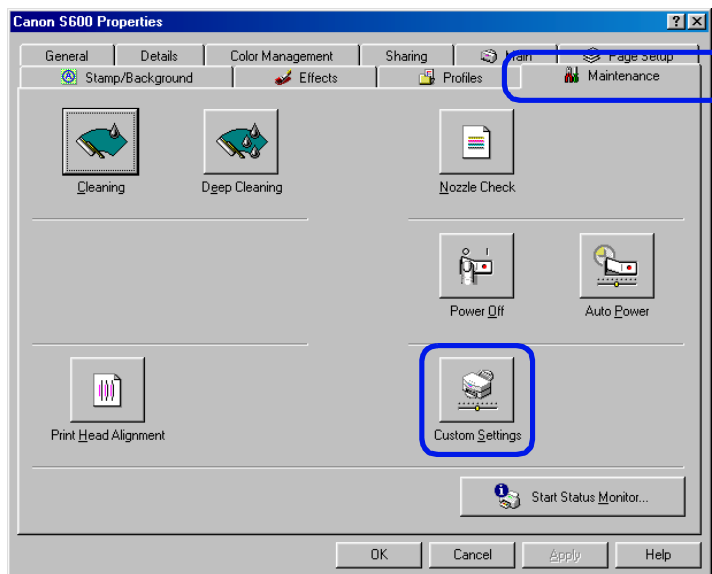 Canon S600 Properties
General Details Color Management Sharing Main Page Setup
Stamp/Background Effects Profiles Maintenance
Cleaning Deep Cleaning Nozzle Check
Power Off Auto Power
Print Head Alignment Custom Settings
Start Status Monitor...
OK Cancel Apply Help